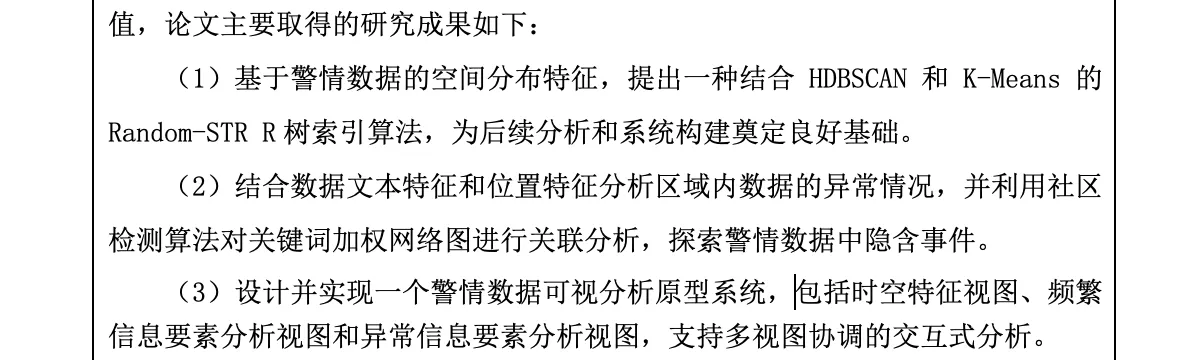 值，论文主要取得的研究成果如下：
（1）基于警情数据的空间分布特征，提出一种结合 HDBSCAN 和 K-Means 的
Random-STR R 树索引算法，为后续分析和系统构建奠定良好基础。
（2）结合数据文本特征和位置特征分析区域内数据的异常情况，并利用社区
检测算法对关键词加权网络图进行关联分析，探索警情数据中隐含事件。
（3）设计并实现一个警情数据可视分析原型系统，包括时空特征视图、频繁
信息要素分析视图和异常信息要素分析视图，支持多视图协调的交互式分析。